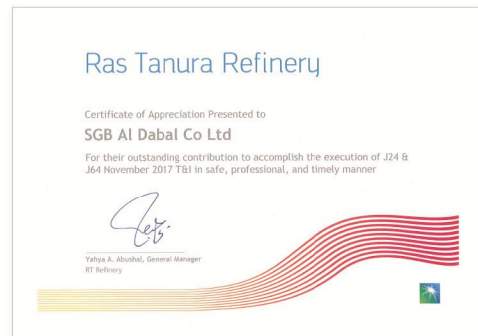 Ras Tanura Refinery
Certificate of Appreciation Presented to
SGB Al Dabal Co Ltd
For their outstanding contribution to accomplish the execution of J24 &
J64 November 2017 T&I in safe, professional, and timely manner
Yahya A. Abushal, General Manager
RT Refinery